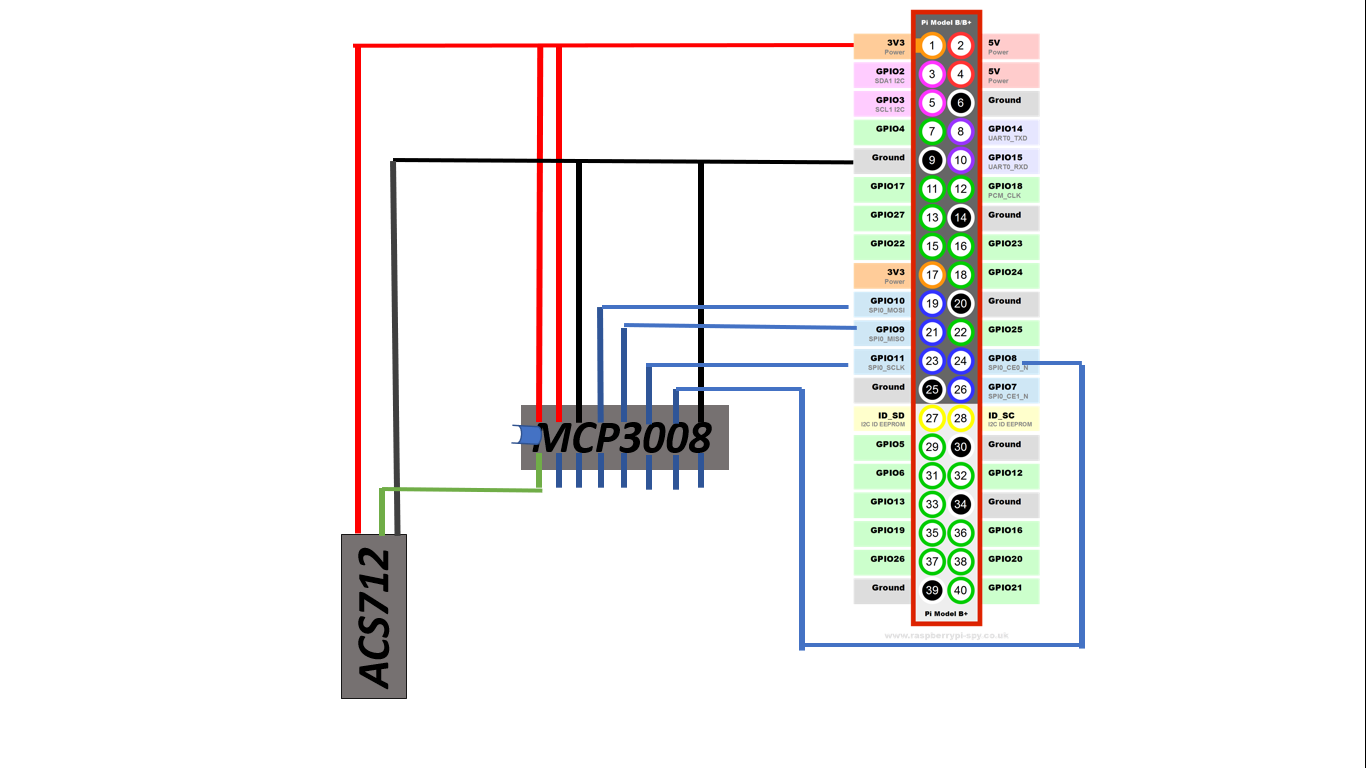 Pi Model B/B+
3V3 1 2 5V
Power Power
GPIO2 3 4 5V
SDA1 I2C Power
GPIO3 5 6 Ground
SCL1 I2C
GPIO4 7 8 GPIO14
UART0_TXD
Ground 9 10 GPIO15
UART0_RXD
GPIO17 11 12 GPIO18
PCM_CLK
GPIO27 13 14 Ground
GPIO22 15 16 GPIO23
3V3 17 18 GPIO24
Power
GPIO10 19 20 Ground
SPI0_MOSI
GPIO9 21 22 GPIO25
SPI0_MISO
GPIO11 23 24 GPIO8
SPI0_SCLK SPI0_CE0_N
Ground 25 26 GPIO7
SPI0_CE1_N
ID_SD 27 28 ID_SC
I2C ID EEPROM I2C ID EEPROM
GPIO5 29 30 Ground
GPIO6 31 32 GPIO12
GPIO13 33 34 Ground
GPIO19 35 36 GPIO16
GPIO26 37 38 GPIO20
Ground 39 40 GPIO21
Pi Model B+
www.raspberrypi-spy.co.uk
MCP3008
ACS712